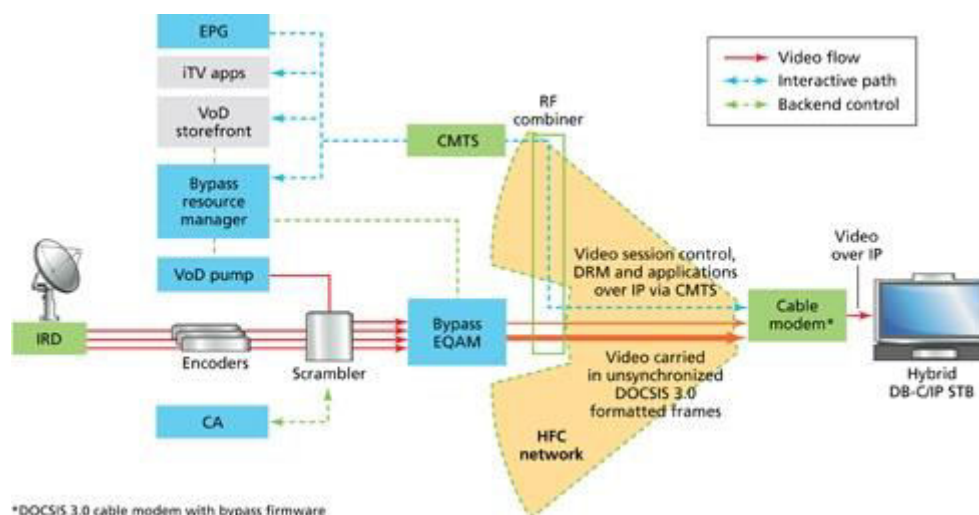 EPG
iTV apps
VoD
storefront
Bypass
resource
manager
VoD pump
IRD
Encoders
Scrambler
CA
CMTS
Bypass
EQAM
RF
combiner
Video flow
Interactive path
Backend control
Video session control,
DRM and applications
over IP via CMTS
Video carried
in unsynchronized
DOCSIS 3.0
formatted frames
HFC
network
Cable
modem*
Video
over IP
Hybrid
DB-C/IP STB
*DOCSIS 3.0 cable modem with bypass firmware